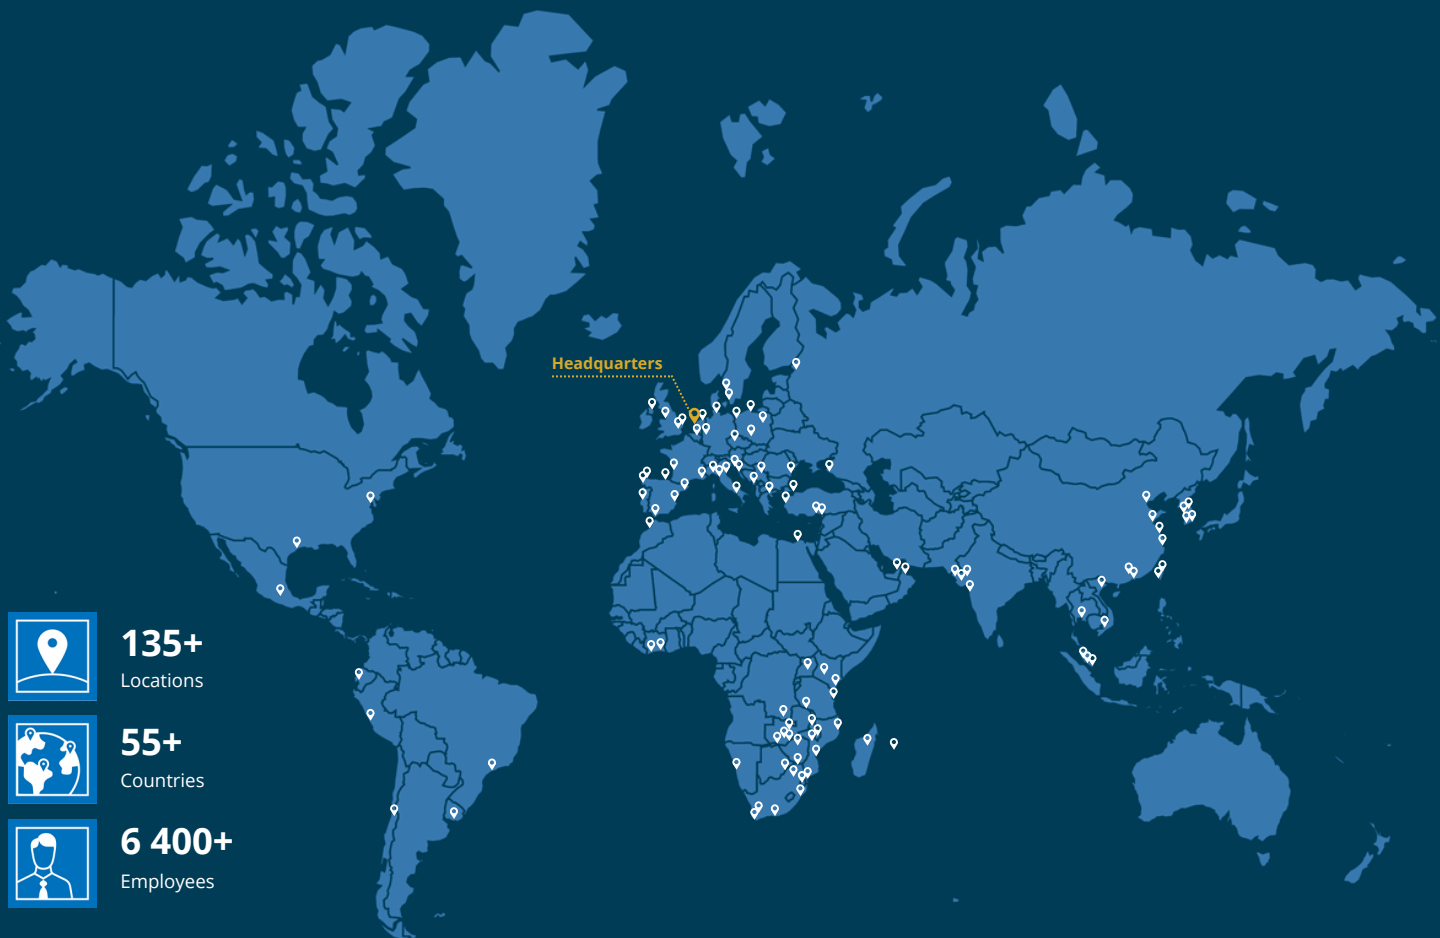 Headquarters
135+
Locations
55+
Countries
6 400+
Employees